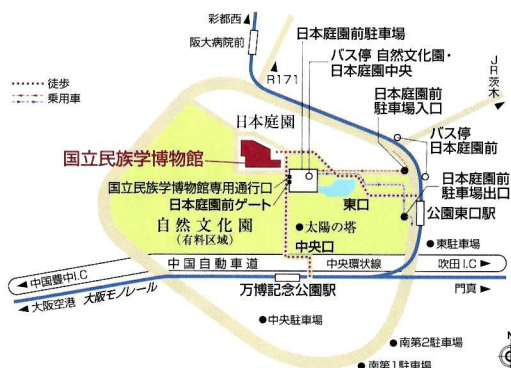 彩都西
阪大病院前
日本庭園前駐車場
バス停 自然文化園・
日本庭園中央
R171
JR茨木
徒歩
乗用車
日本庭園前
駐車場入口
バス停
日本庭園前
日本庭園
国立民族学博物館
国立民族学博物館専用通行口
日本庭園前ゲート
東口
日本庭園前
駐車場出口
公園東口駅
自然文化園
(有料区域)
太陽の塔
中央口
東駐車場
中国自動車道
中央環状線
吹田I.C
中国豊中I.C
大阪空港
大阪モノレール
万博記念公園駅
門真
中央駐車場
南第2駐車場
南第1駐車場